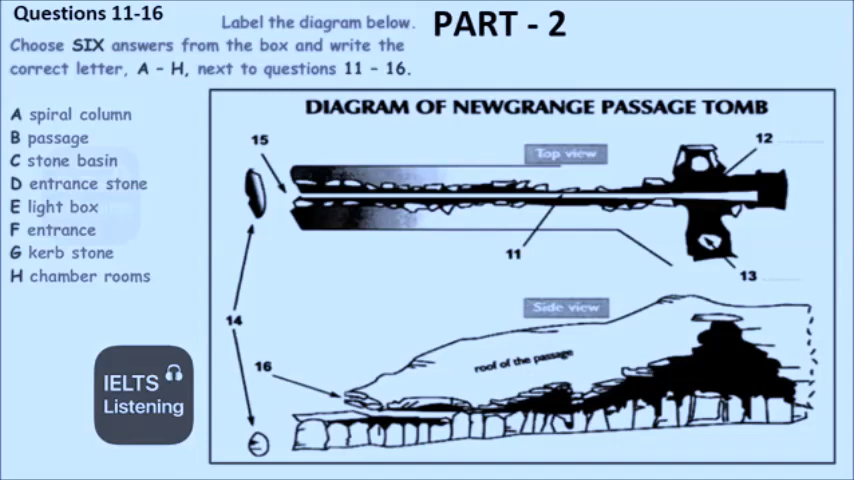 Questions 11-16
Label the diagram below.
PART - 2
Choose SIX answers from the box and write the
correct letter, A – H, next to questions 11 – 16.
A spiral column
B passage
C stone basin
D entrance stone
E light box
F entrance
G kerb stone
H chamber rooms
DIAGRAM OF NEWGRANGE PASSAGE TOMB
15
Top view
12
11
13
14
Side view
16
roof of the passage
IELTS
Listening